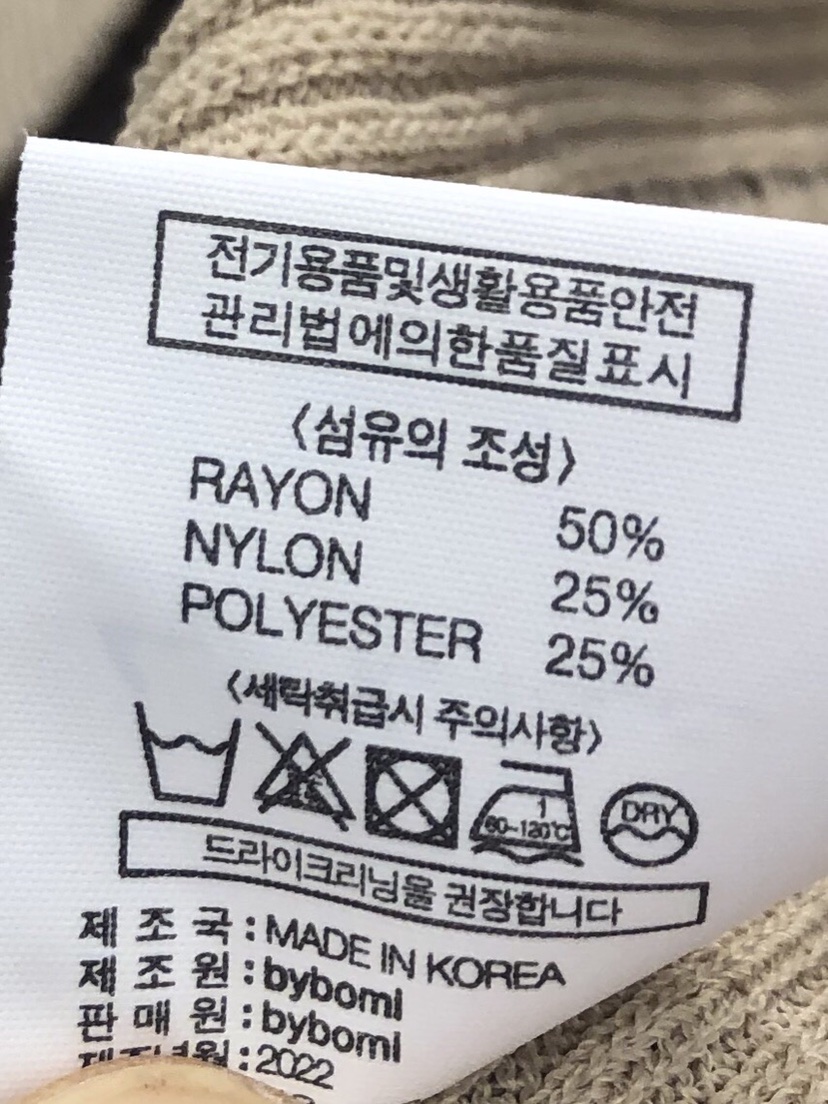 전기용품및생활용품안전
관리법에의한품질표시
〈섬유의 조성〉
RAYON 50%
NYLON 25%
POLYESTER 25%
〈세탁취급시 주의사항〉
1
60~120℃
DRY
드라이크리닝을 권장합니다
제 조 국 : MADE IN KOREA
제 조 원 : bybomi
판 매 원 : bybomi
2022